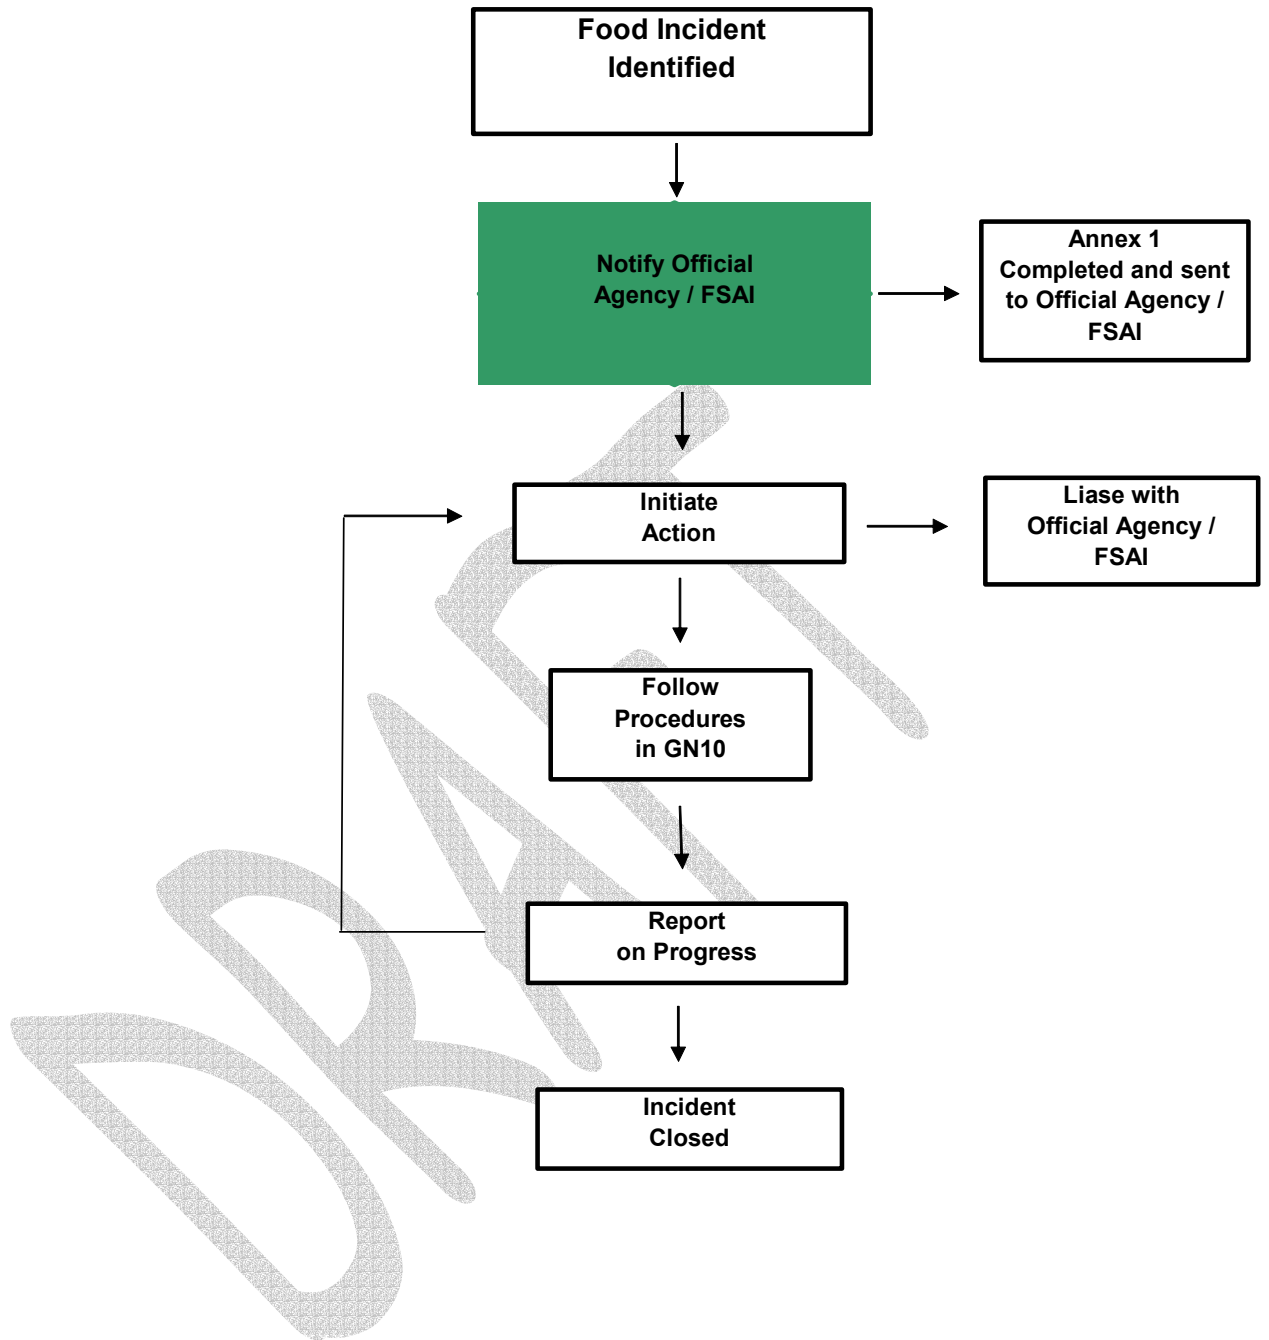 Food Incident
Identified
Notify Official
Agency / FSAI
Annex 1
Completed and sent
to Official Agency /
FSAI
Initiate
Action
Liase with
Official Agency /
FSAI
Follow
Procedures
in GN10
Report
on Progress
Incident
Closed
DRAFT